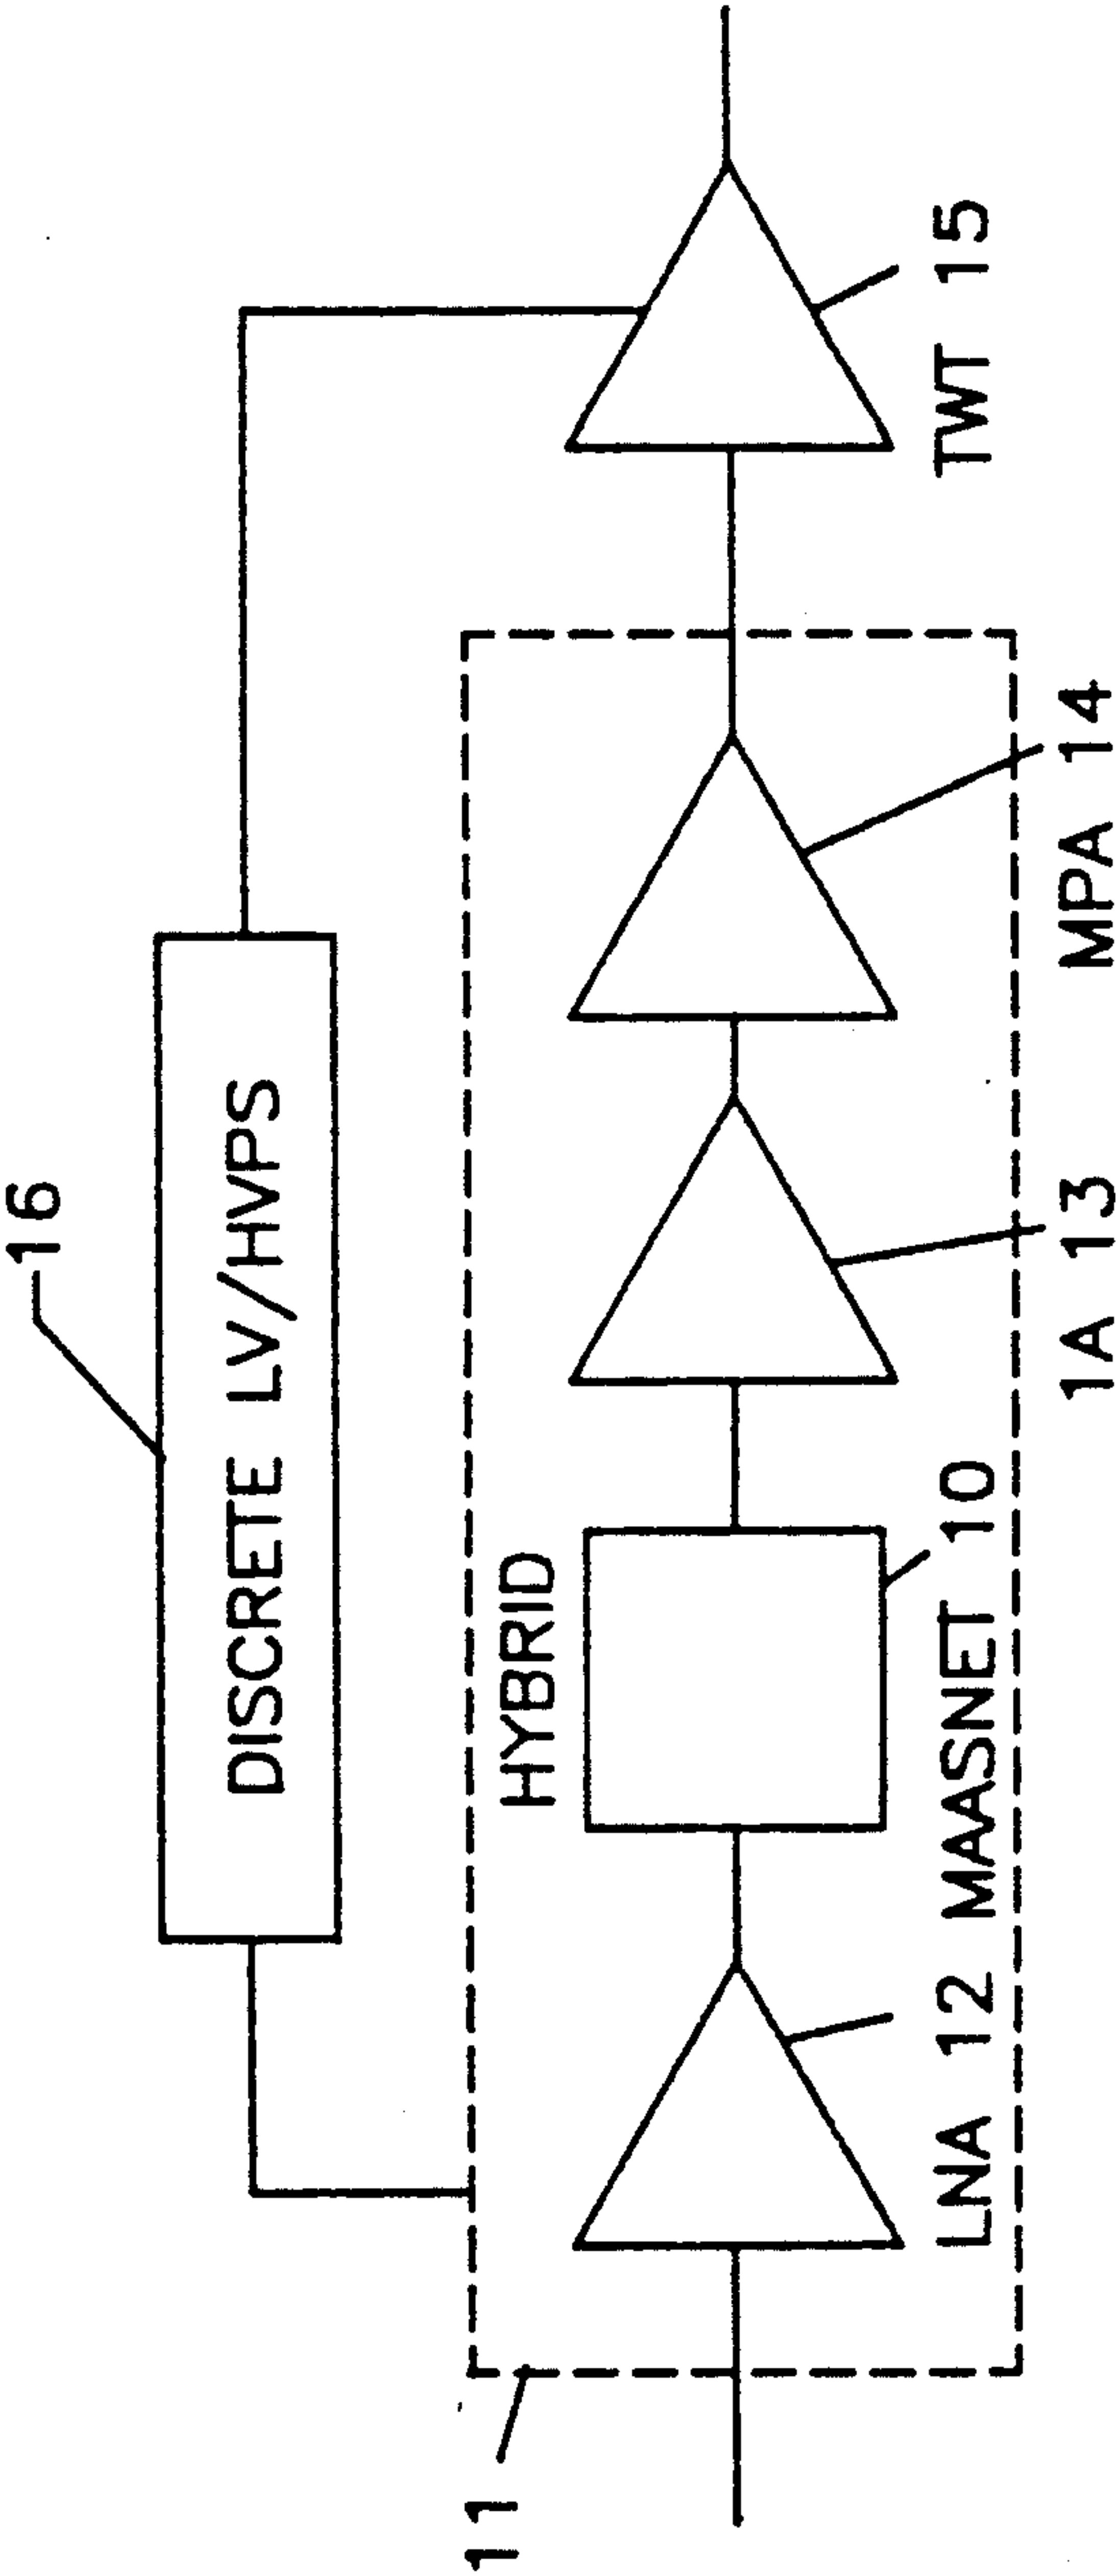 16
DISCRETE LV/HVPS
11
HYBRID
LNA 12
MAASNET 10
1A 13
MPA 14
TWT 15